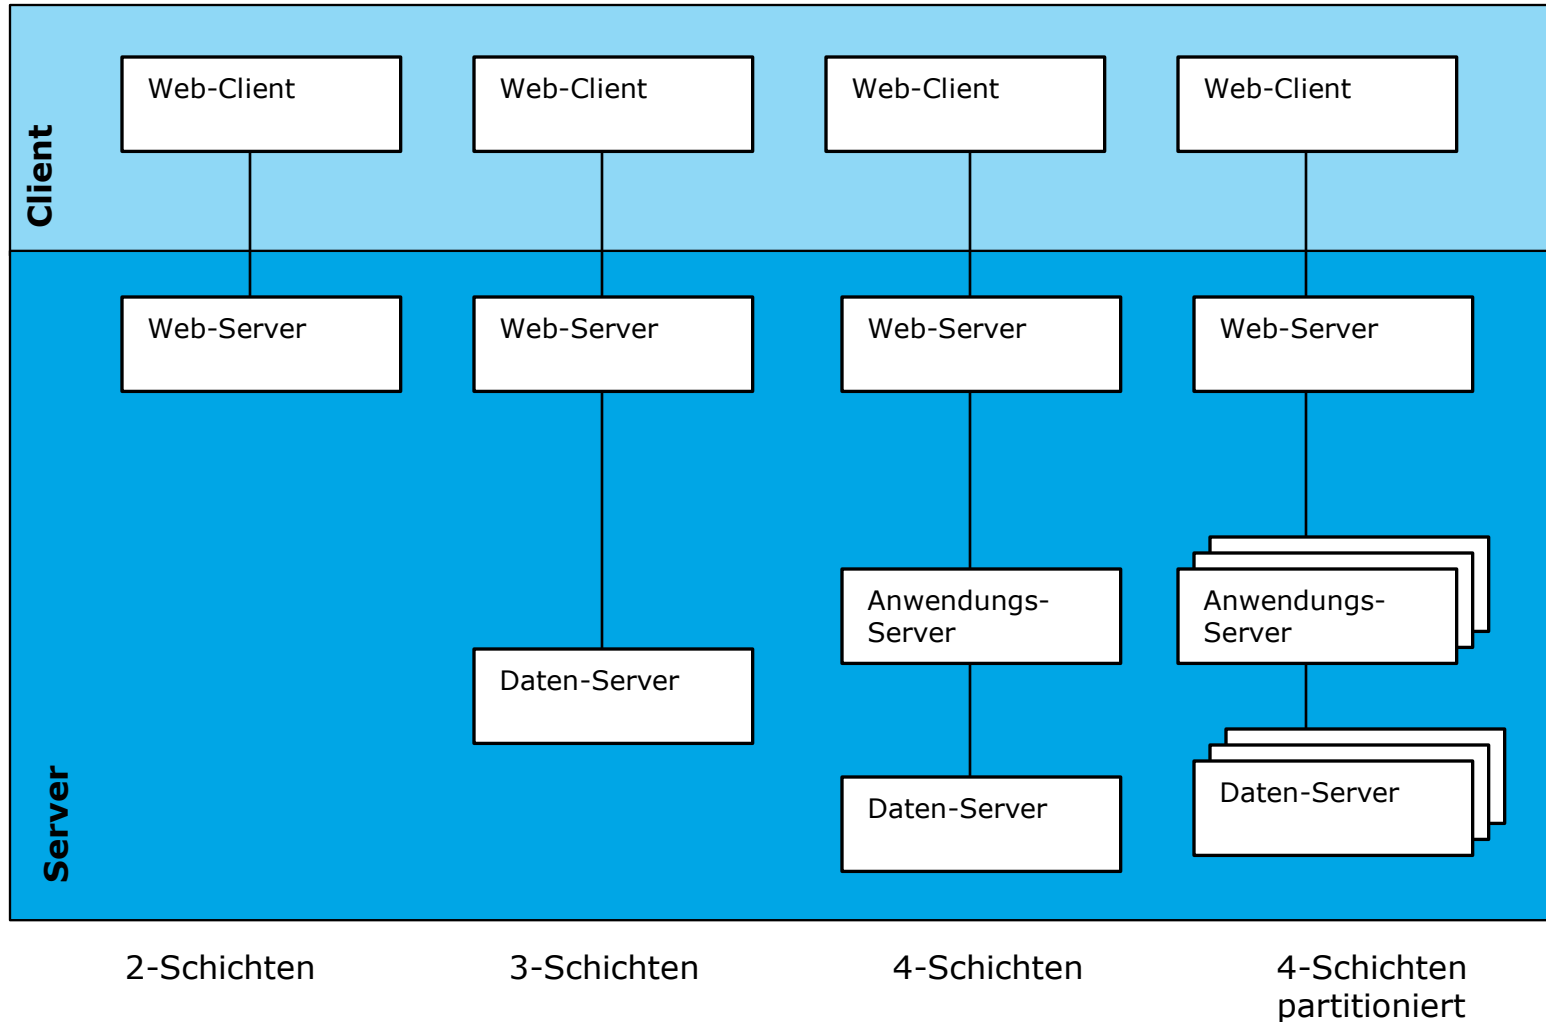 Client
Web-Client
Web-Client
Web-Client
Web-Client
Server
Web-Server
Web-Server
Web-Server
Web-Server
Anwendungs-
Server
Anwendungs-
Server
Daten-Server
Daten-Server
Daten-Server
2-Schichten
3-Schichten
4-Schichten
4-Schichten
partitioniert